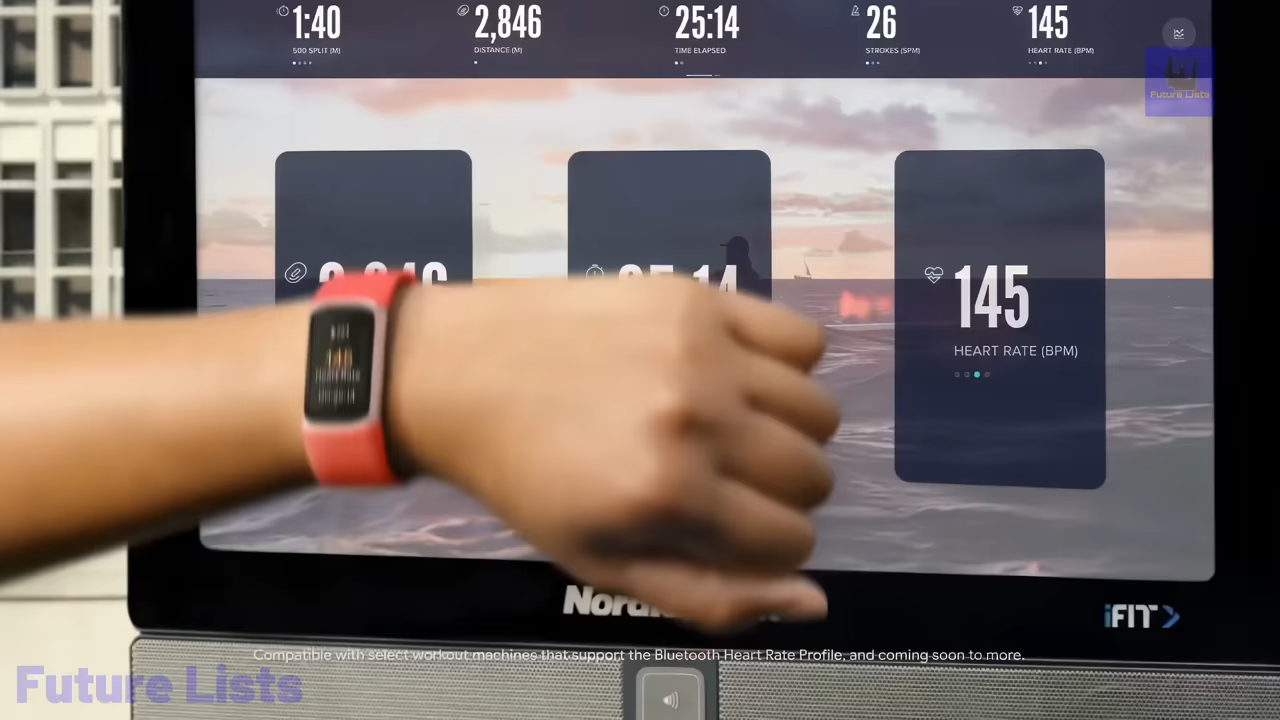 1:40
500 SPLIT (M)
2,846
DISTANCE (M)
25:14
TIME ELAPSED
26
STROKES (SPM)
145
HEART RATE (BPM)
Future Lists
145
HEART RATE (BPM)
iFIT
Compatible with select workout machines that support the Bluetooth Heart Rate Profile, and coming soon to more.
Future Lists